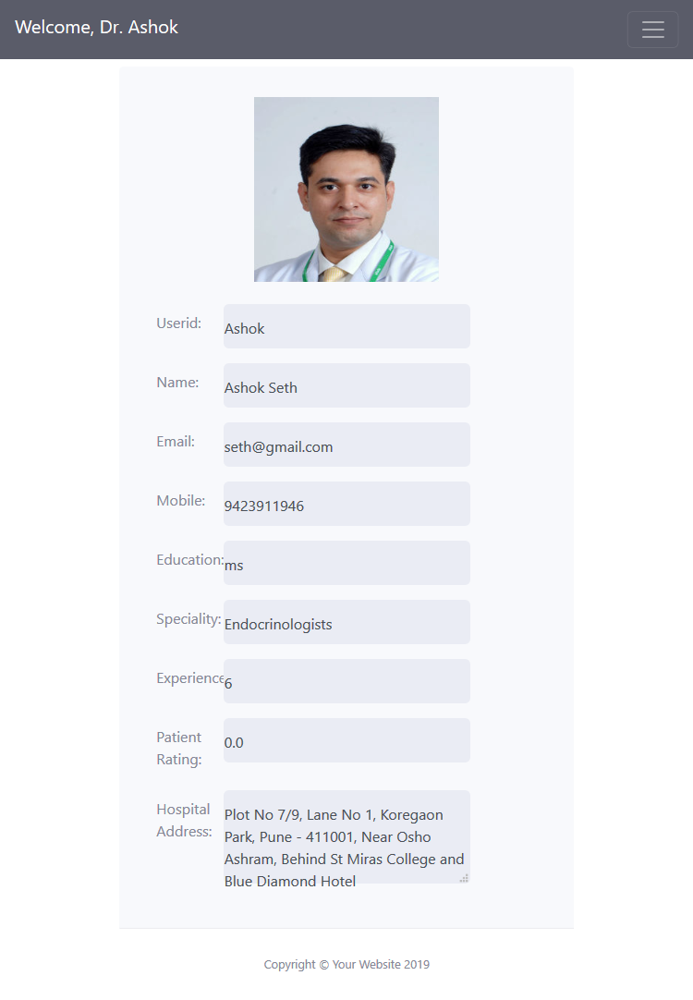 Welcome, Dr. Ashok
Userid:
Ashok
Name:
Ashok Seth
Email:
seth@gmail.com
Mobile:
9423911946
Education:
ms
Speciality:
Endocrinologists
Experience
6
Patient
Rating:
0.0
Hospital
Address:
Plot No 7/9, Lane No 1, Koregaon
Park, Pune - 411001, Near Osho
Ashram, Behind St Miras College and
Blue Diamond Hotel
Copyright © Your Website 2019